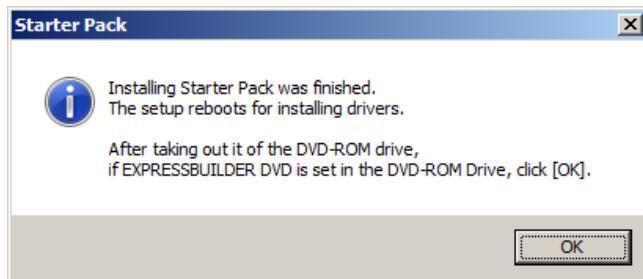 Starter Pack
Installing Starter Pack was finished.
The setup reboots for installing drivers.
After taking out it of the DVD-ROM drive,
if EXPRESSBUILDER DVD is set in the DVD-ROM Drive, click [OK].
OK